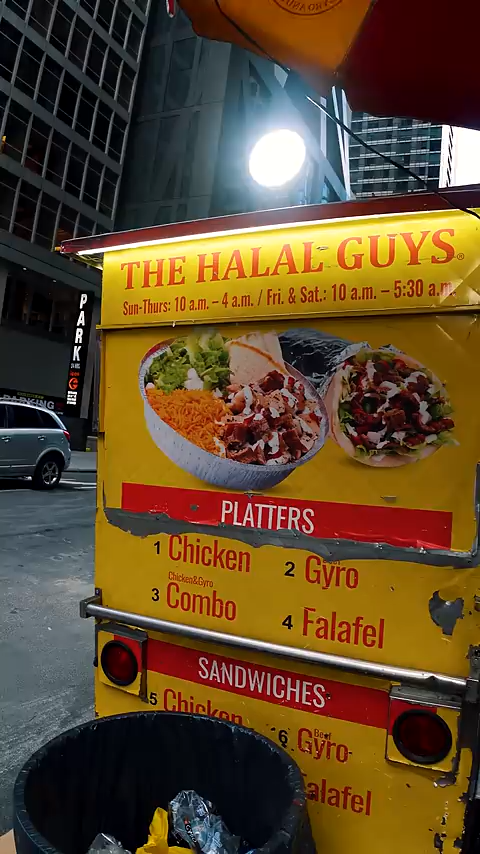 THE HALAL GUYS®
Sun-Thurs: 10 a.m. – 4 a.m. / Fri. & Sat.: 10 a.m. – 5:30 a.m.
PARK
PARKING
PLATTERS
1 Chicken
2 Gyro
Chicken&Gyro
3 Combo
4 Falafel
SANDWICHES
5 Chicken
Beef
6 Gyro
alafel